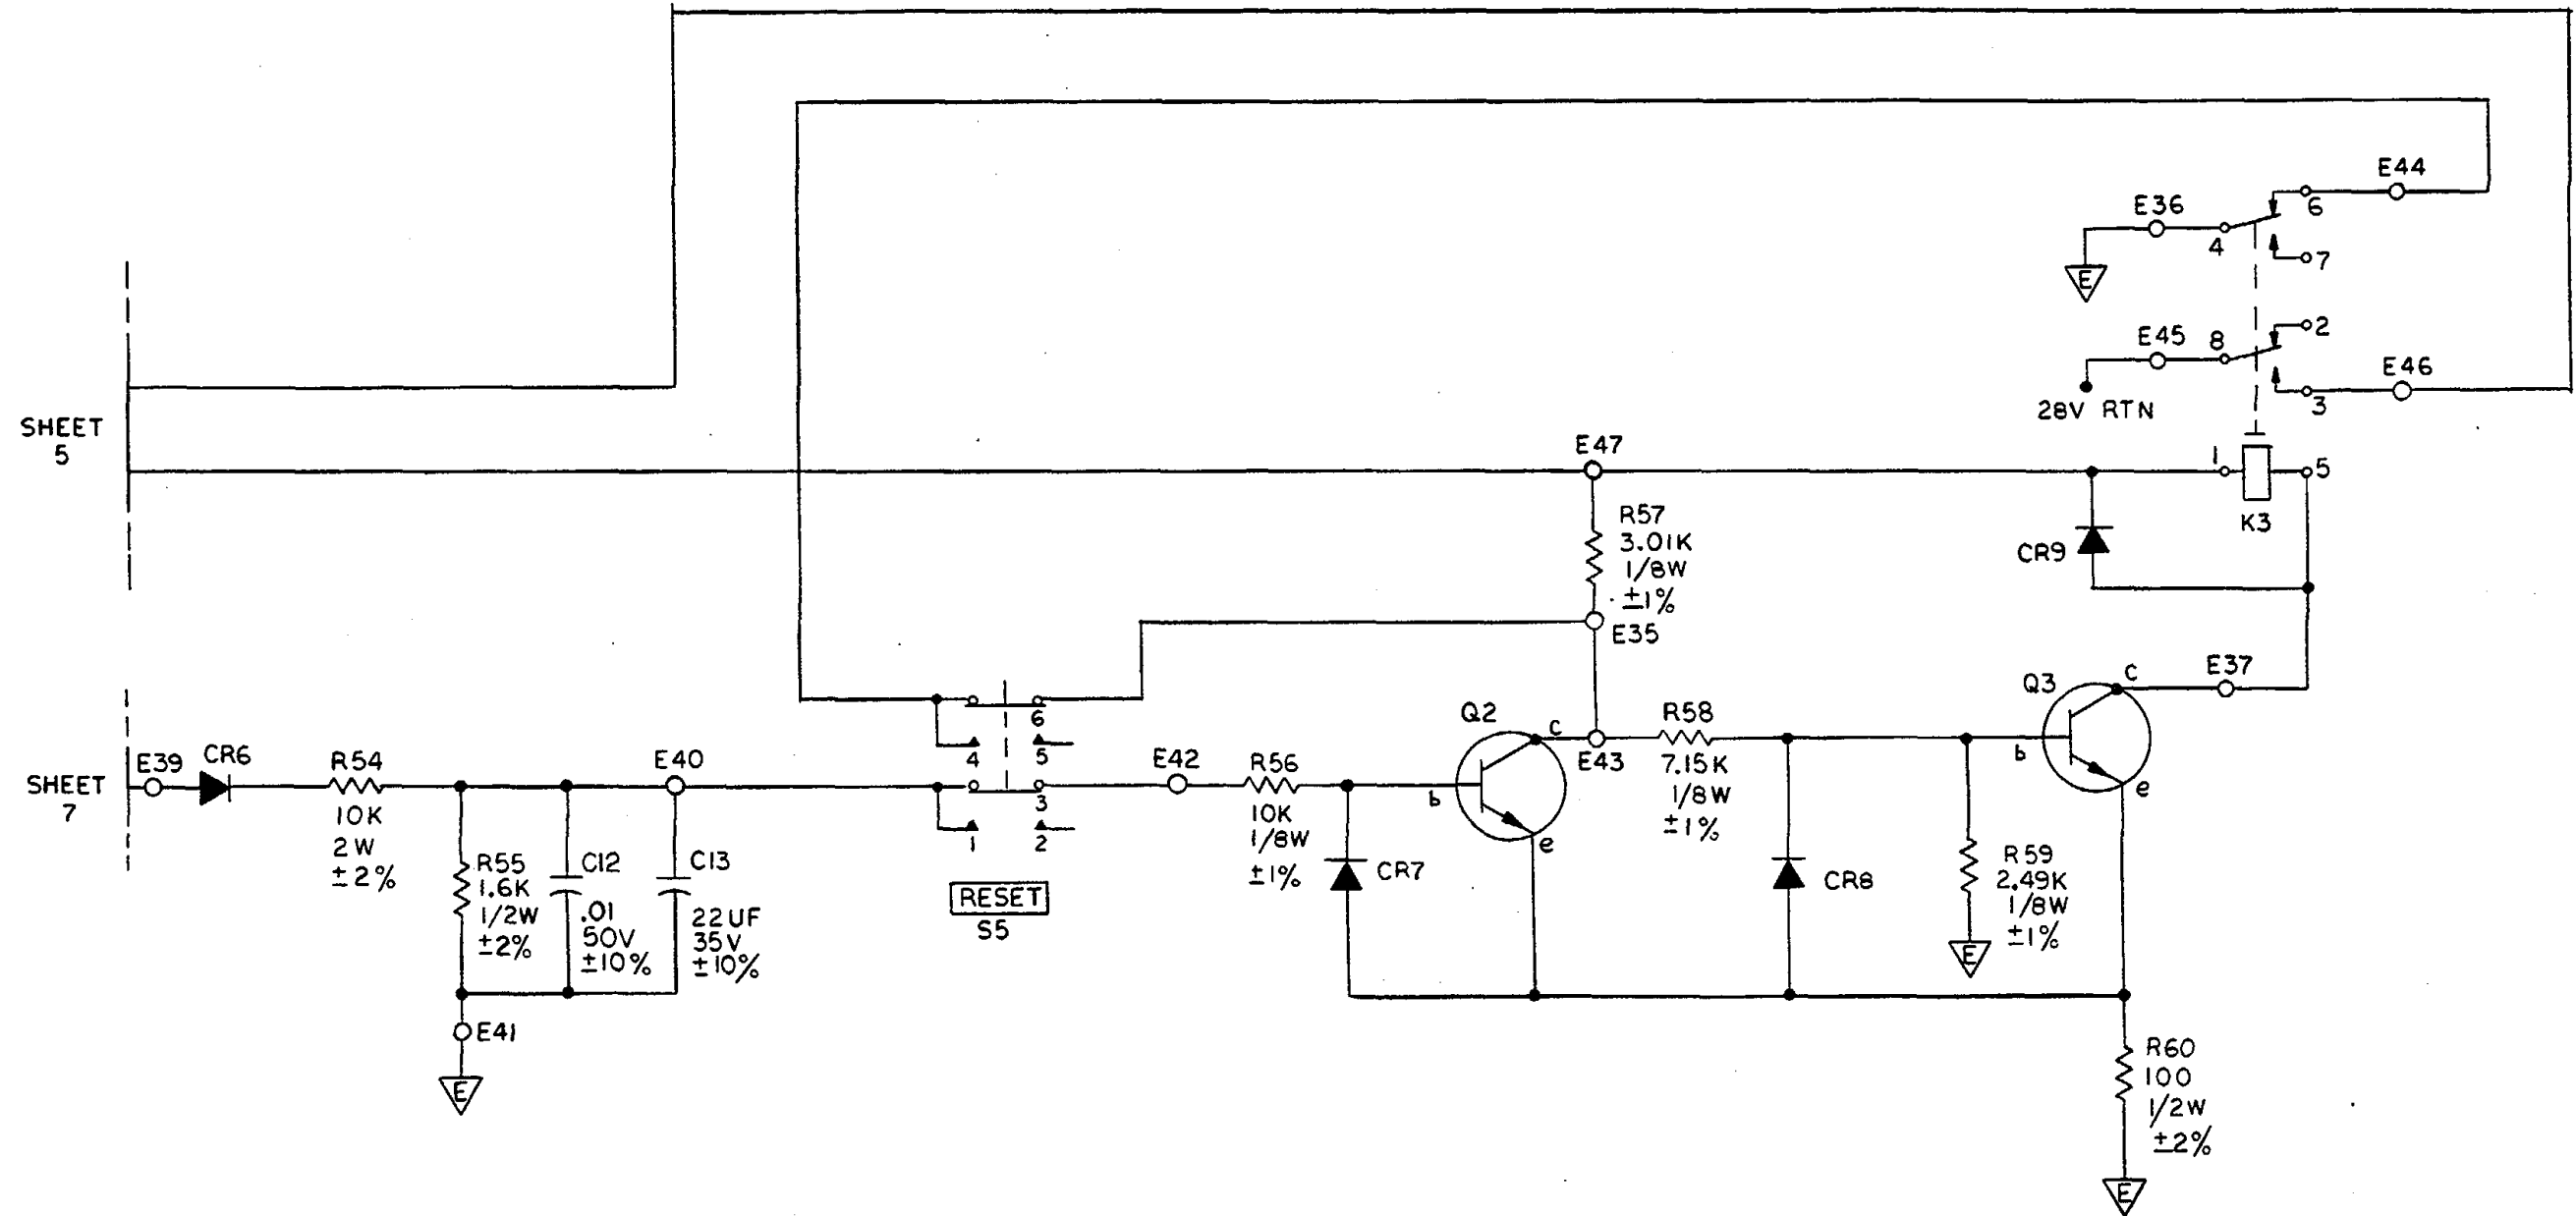 E44
E36
6
4
7
E
E45
8
2
28V RTN
3
E46
SHEET
5
E47
1
5
K3
R57
3.01K
1/8W
±1%
CR9
E35
6
4
5
3
1
2
RESET
S5
SHEET
7
E39
CR6
R54
10K
2W
±2%
R55
1.6K
1/2W
±2%
C12
.01
50V
±10%
E40
C13
22UF
35V
±10%
E41
E
E42
R56
10K
1/8W
±1%
CR7
Q2
b
c
e
E43
R58
7.15K
1/8W
±1%
CR8
R59
2.49K
1/8W
±1%
E
Q3
b
c
e
E37
R60
100
1/2W
±2%
E